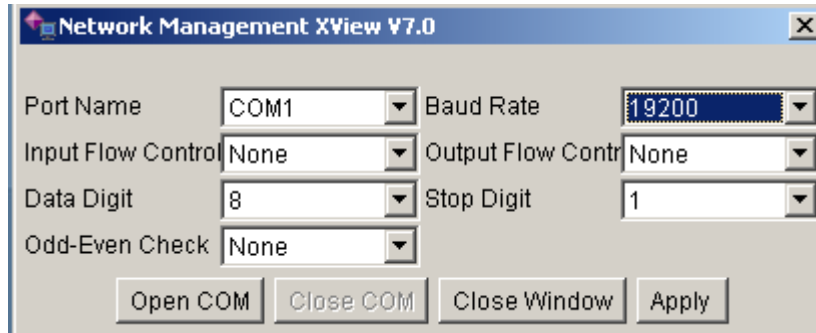 Network Management XView V7.0
Port Name COM1 Baud Rate 19200
Input Flow Control None Output Flow Contr None
Data Digit 8 Stop Digit 1
Odd-Even Check None
Open COM Close COM Close Window Apply